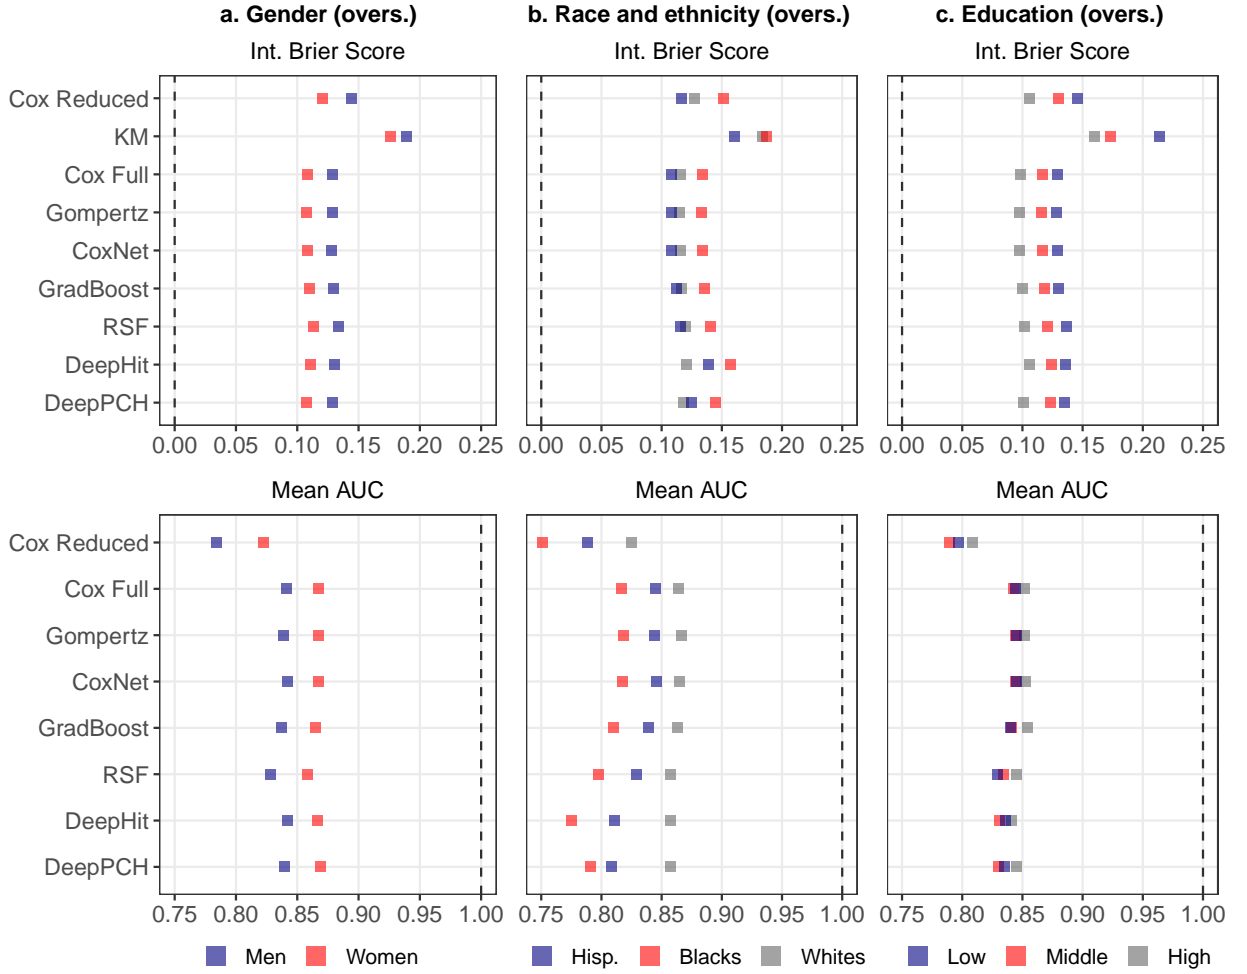 a. Gender (overs.) b. Race and ethnicity (overs.) c. Education (overs.)
Int. Brier Score Int. Brier Score Int. Brier Score
Cox Reduced
KM
Cox Full
Gompertz
CoxNet
GradBoost
RSF
DeepHit
DeepPCH
0.00 0.05 0.10 0.15 0.20 0.25 0.00 0.05 0.10 0.15 0.20 0.25 0.00 0.05 0.10 0.15 0.20 0.25
Mean AUC Mean AUC Mean AUC
Cox Reduced
Cox Full
Gompertz
CoxNet
GradBoost
RSF
DeepHit
DeepPCH
0.75 0.80 0.85 0.90 0.95 1.00 0.75 0.80 0.85 0.90 0.95 1.00 0.75 0.80 0.85 0.90 0.95 1.00
Men Women Hisp. Blacks Whites Low Middle High